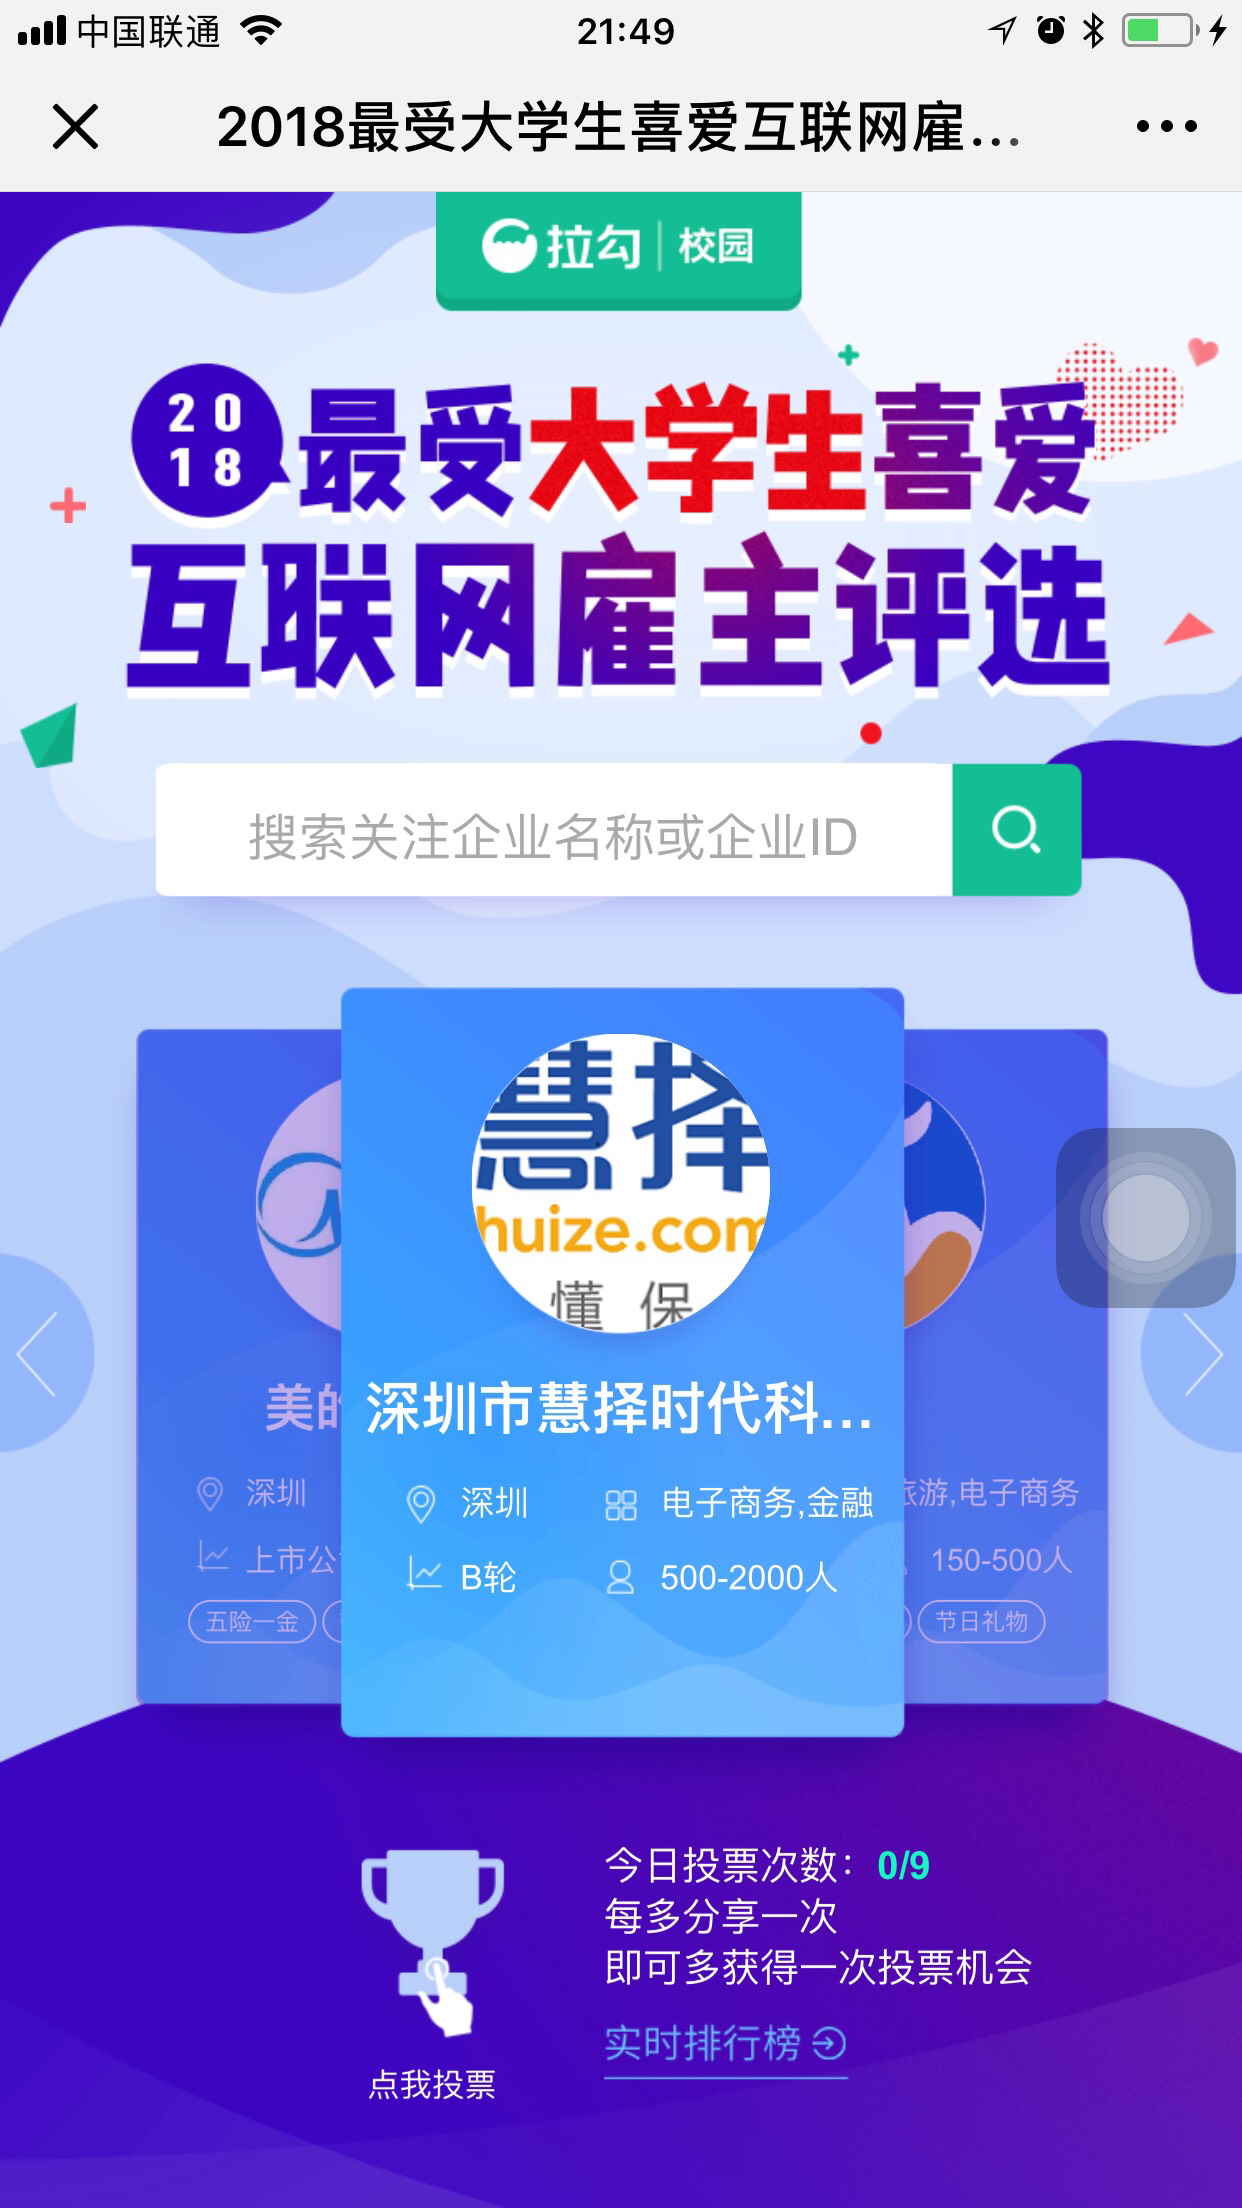 中国联通
21:49
2018最受大学生喜爱互联网雇...
拉勾 | 校园
2018
最受大学生喜爱
互联网雇主评选
搜索关注企业名称或企业ID
慧择
huize.com
懂 保
美的
深圳市慧择时代科...
深圳
深圳
电子商务,金融
旅游,电子商务
上市公
B轮
500-2000人
150-500人
五险一金
节日礼物
今日投票次数：0/9
每多分享一次
即可多获得一次投票机会
实时排行榜
点我投票